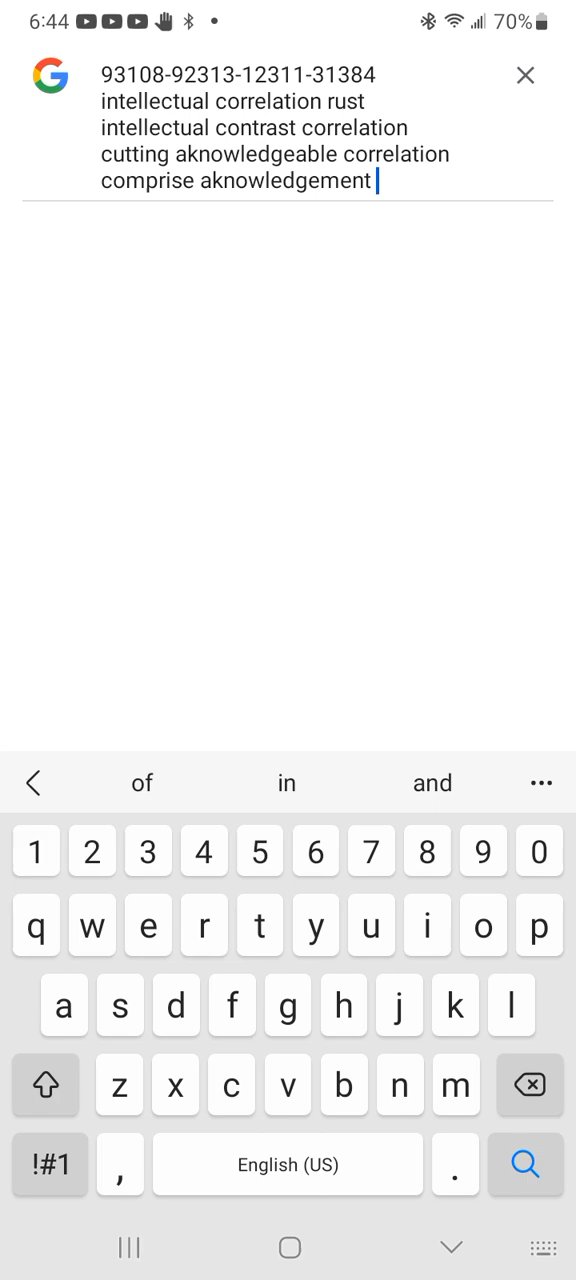 6:44
70%
93108-92313-12311-31384
intellectual correlation rust
intellectual contrast correlation
cutting aknowledgeable correlation
comprise aknowledgement
of in and
1 2 3 4 5 6 7 8 9 0
q w e r t y u i o p
a s d f g h j k l
z x c v b n m
!#1 , English (US) .